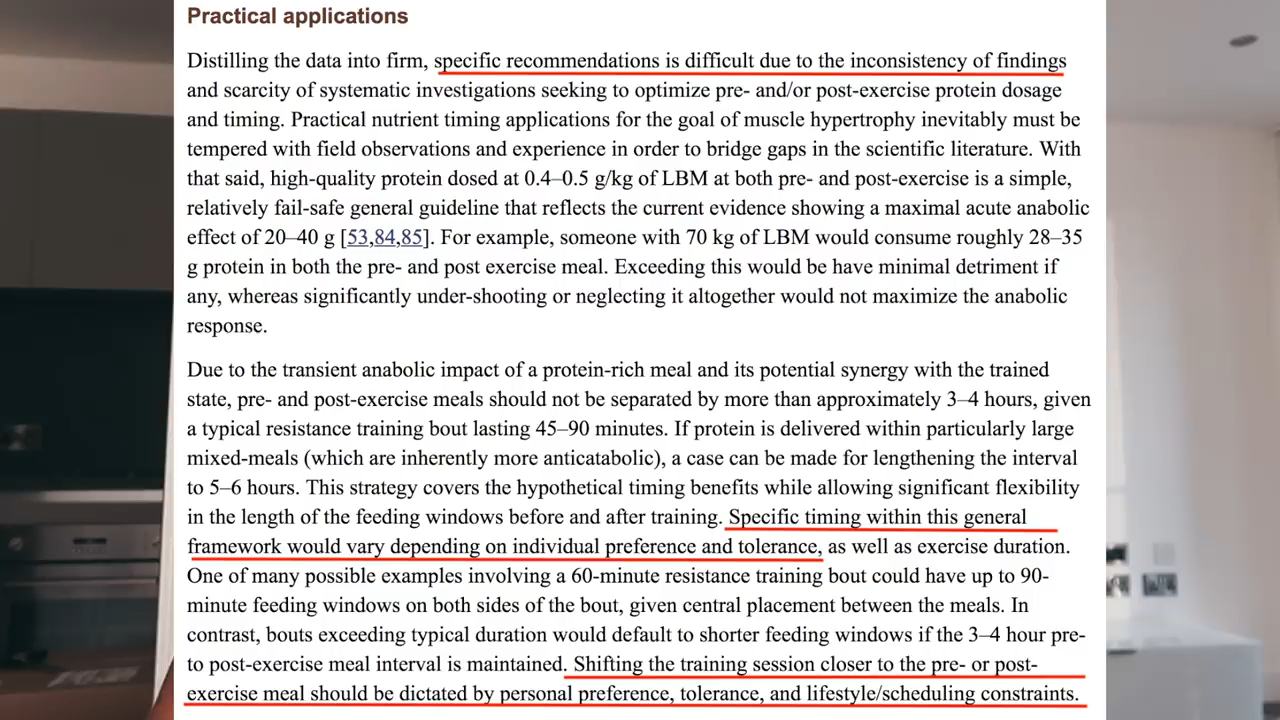 Practical applications
Distilling the data into firm, specific recommendations is difficult due to the inconsistency of findings
and scarcity of systematic investigations seeking to optimize pre- and/or post-exercise protein dosage
and timing. Practical nutrient timing applications for the goal of muscle hypertrophy inevitably must be
tempered with field observations and experience in order to bridge gaps in the scientific literature. With
that said, high-quality protein dosed at 0.4–0.5 g/kg of LBM at both pre- and post-exercise is a simple,
relatively fail-safe general guideline that reflects the current evidence showing a maximal acute anabolic
effect of 20–40 g [53,84,85]. For example, someone with 70 kg of LBM would consume roughly 28–35
g protein in both the pre- and post exercise meal. Exceeding this would be have minimal detriment if
any, whereas significantly under-shooting or neglecting it altogether would not maximize the anabolic
response.
Due to the transient anabolic impact of a protein-rich meal and its potential synergy with the trained
state, pre- and post-exercise meals should not be separated by more than approximately 3–4 hours, given
a typical resistance training bout lasting 45–90 minutes. If protein is delivered within particularly large
mixed-meals (which are inherently more anticatabolic), a case can be made for lengthening the interval
to 5–6 hours. This strategy covers the hypothetical timing benefits while allowing significant flexibility
in the length of the feeding windows before and after training. Specific timing within this general
framework would vary depending on individual preference and tolerance, as well as exercise duration.
One of many possible examples involving a 60-minute resistance training bout could have up to 90-
minute feeding windows on both sides of the bout, given central placement between the meals. In
contrast, bouts exceeding typical duration would default to shorter feeding windows if the 3–4 hour pre-
to post-exercise meal interval is maintained. Shifting the training session closer to the pre- or post-
exercise meal should be dictated by personal preference, tolerance, and lifestyle/scheduling constraints.